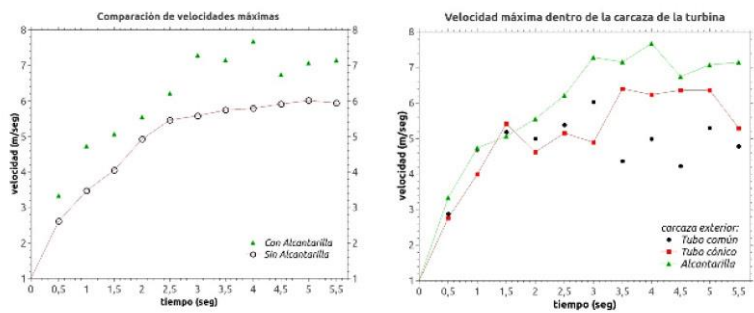 Comparación de velocidades máximas
8
7
6
5
4
3
2
1
8
7
6
5
4
3
2
1
velocidad (m/seg)
Con Alcantarilla
Sin Alcantarilla
0 0,5 1 1,5 2 2,5 3 3,5 4 4,5 5 5,5
tiempo (seg)
Velocidad máxima dentro de la carcaza de la turbina
8
7
6
5
4
3
2
1
velocidad (m/seg)
carcaza exterior:
Tubo común
Tubo cónico
Alcantarilla
0 0,5 1 1,5 2 2,5 3 3,5 4 4,5 5 5,5
tiempo (seg)